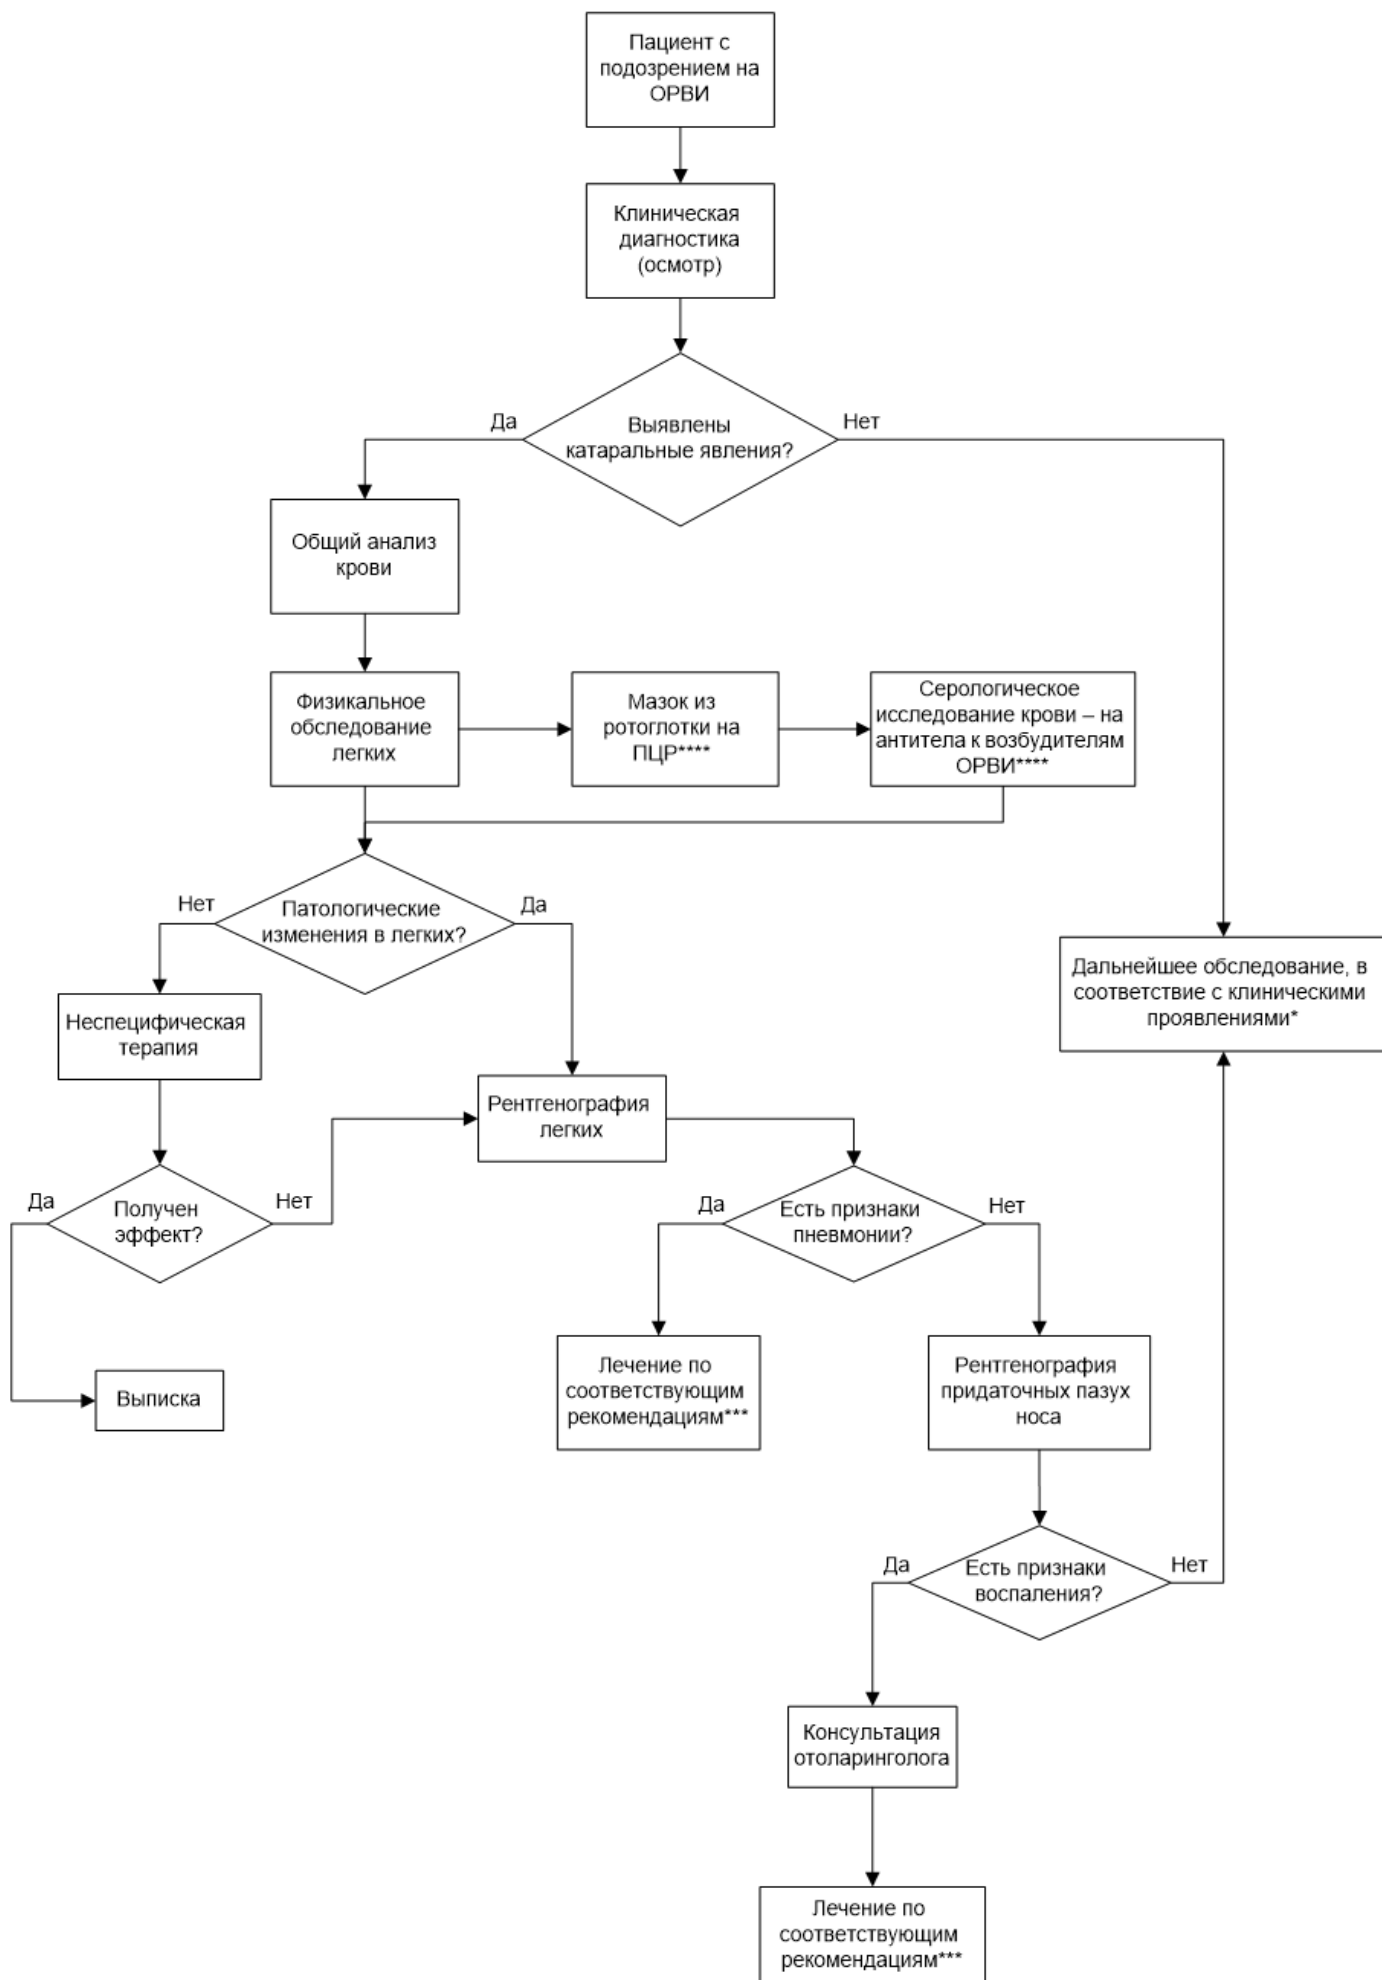 Пациент с
подозрением на
ОРВИ
Клиническая
диагностика
(осмотр)
Да
Выявлены
катаральные явления?
Нет
Общий анализ
крови
Физикальное
обследование
легких
Мазок из
ротоглотки на
ПЦР****
Серологическое
исследование крови – на
антитела к возбудителям
ОРВИ****
Нет
Патологические
изменения в легких?
Да
Дальнейшее обследование, в
соответствие с клиническими
проявлениями*
Неспецифическая
терапия
Рентгенография
легких
Да
Получен
эффект?
Нет
Да
Есть признаки
пневмонии?
Нет
Выписка
Лечение по
соответствующим
рекомендациям***
Рентгенография
придаточных пазух
носа
Да
Есть признаки
воспаления?
Нет
Консультация
отоларинголога
Лечение по
соответствующим
рекомендациям***